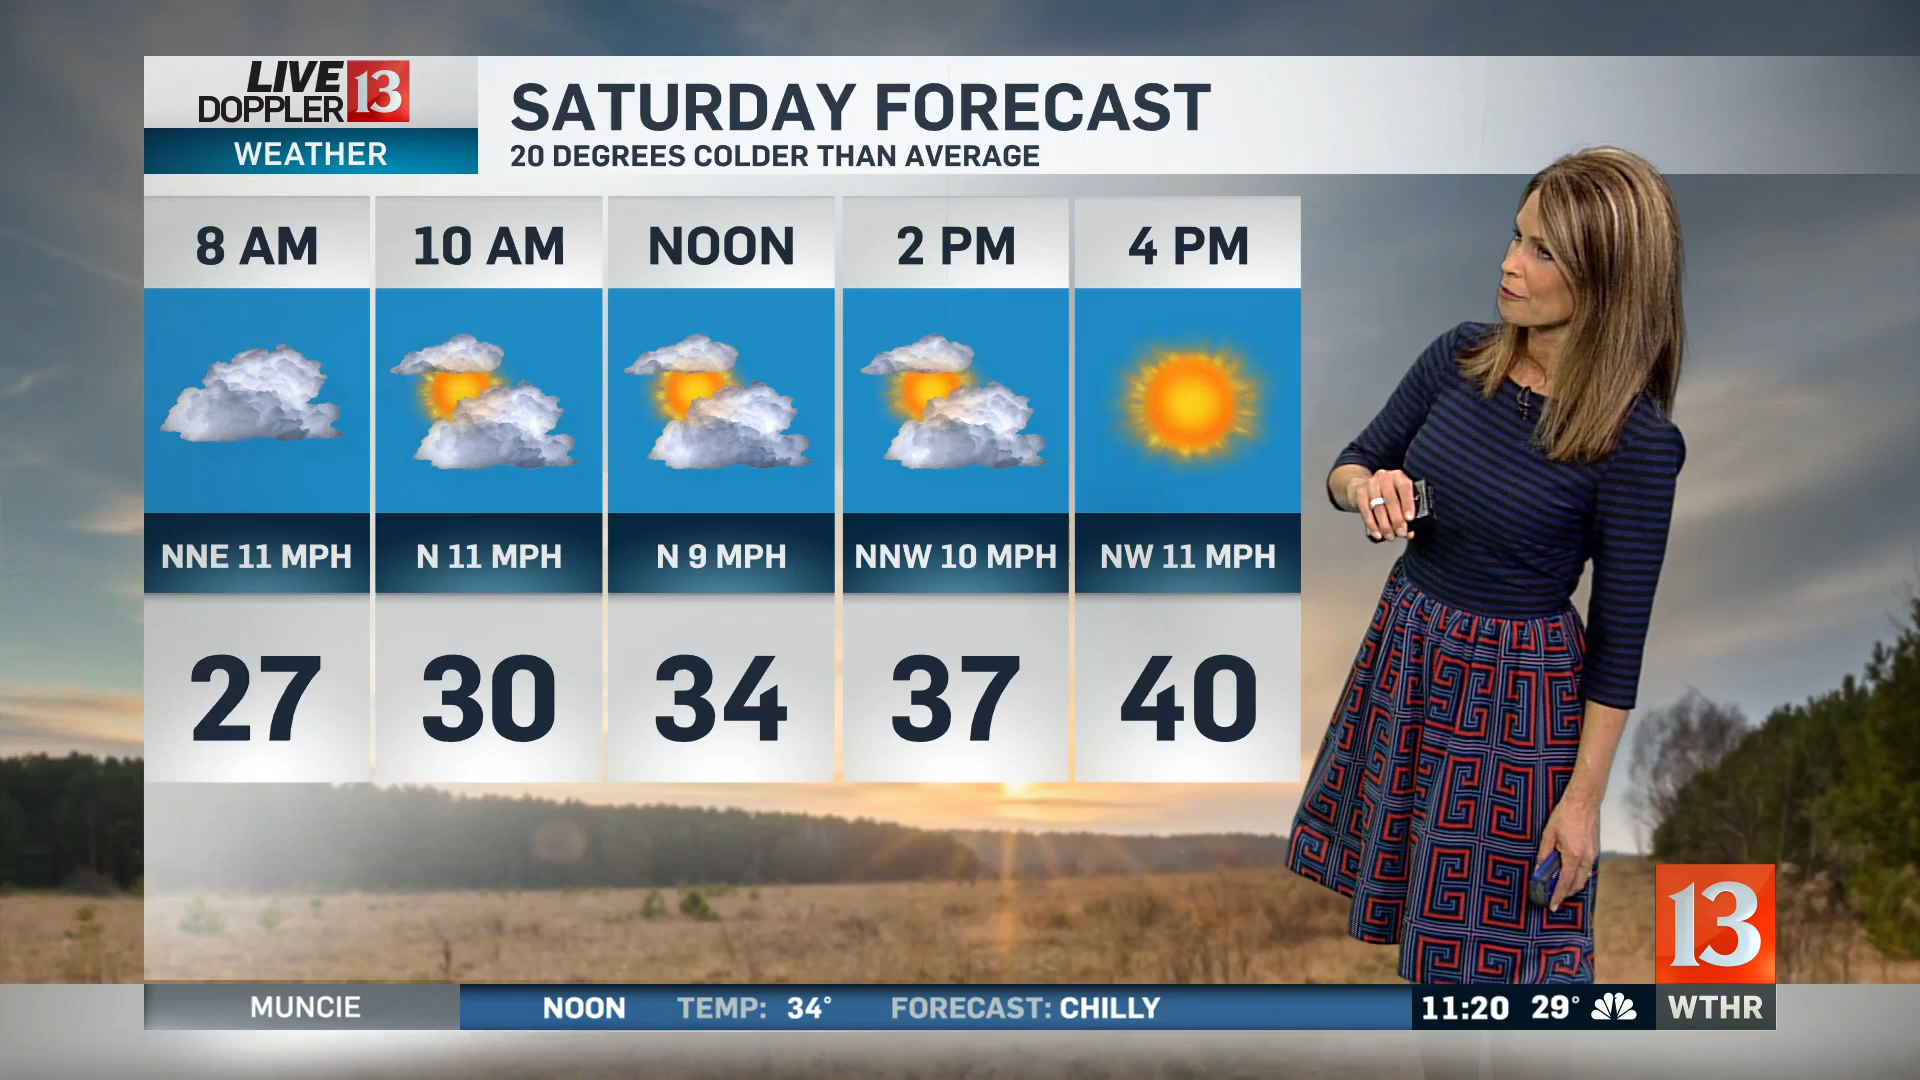 LIVE
DOPPLER 13
WEATHER
SATURDAY FORECAST
20 DEGREES COLDER THAN AVERAGE
8 AM
10 AM
NOON
2 PM
4 PM
NNE 11 MPH
N 11 MPH
N 9 MPH
NNW 10 MPH
NW 11 MPH
27
30
34
37
40
13
MUNCIE
NOON TEMP: 34° FORECAST: CHILLY
11:20 29°
WTHR